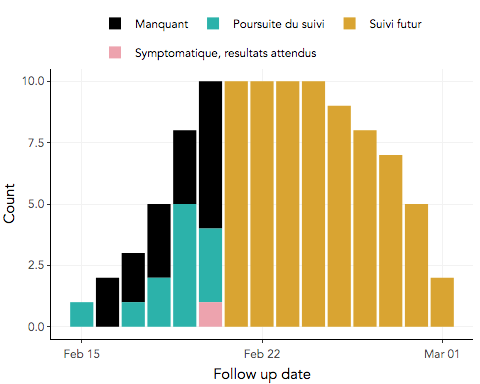 Manquant Poursuite du suivi Suivi futur
Symptomatique, resultats attendus
10.0
7.5
5.0
2.5
0.0
Count
Feb 15 Feb 22 Mar 01
Follow up date